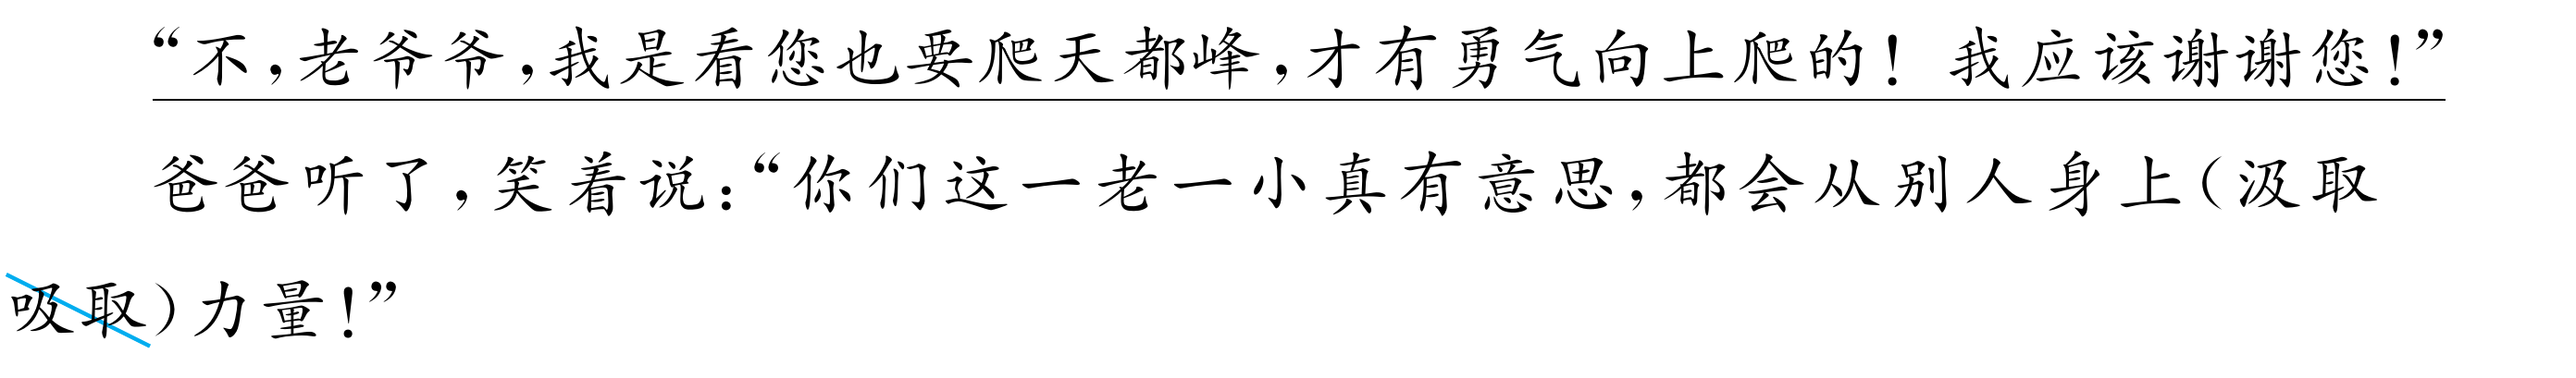 “不，老爷爷，我是看您也要爬天都峰，才有勇气向上爬的！我应该谢谢您！”
爸爸听了，笑着说：“你们这一老一小真有意思，都会从别人身上（汲取
吸取）力量！”